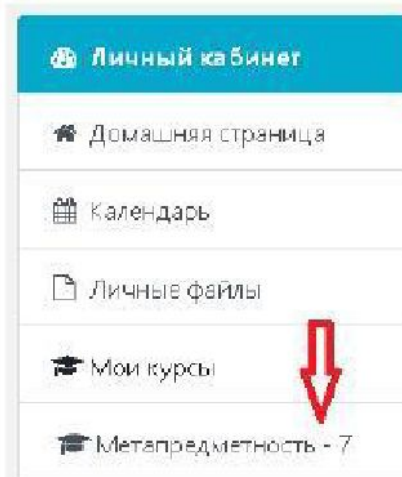 Личный кабинет
Домашняя страница
Календарь
Личные файлы
Мои курсы
Метапредметность - 7